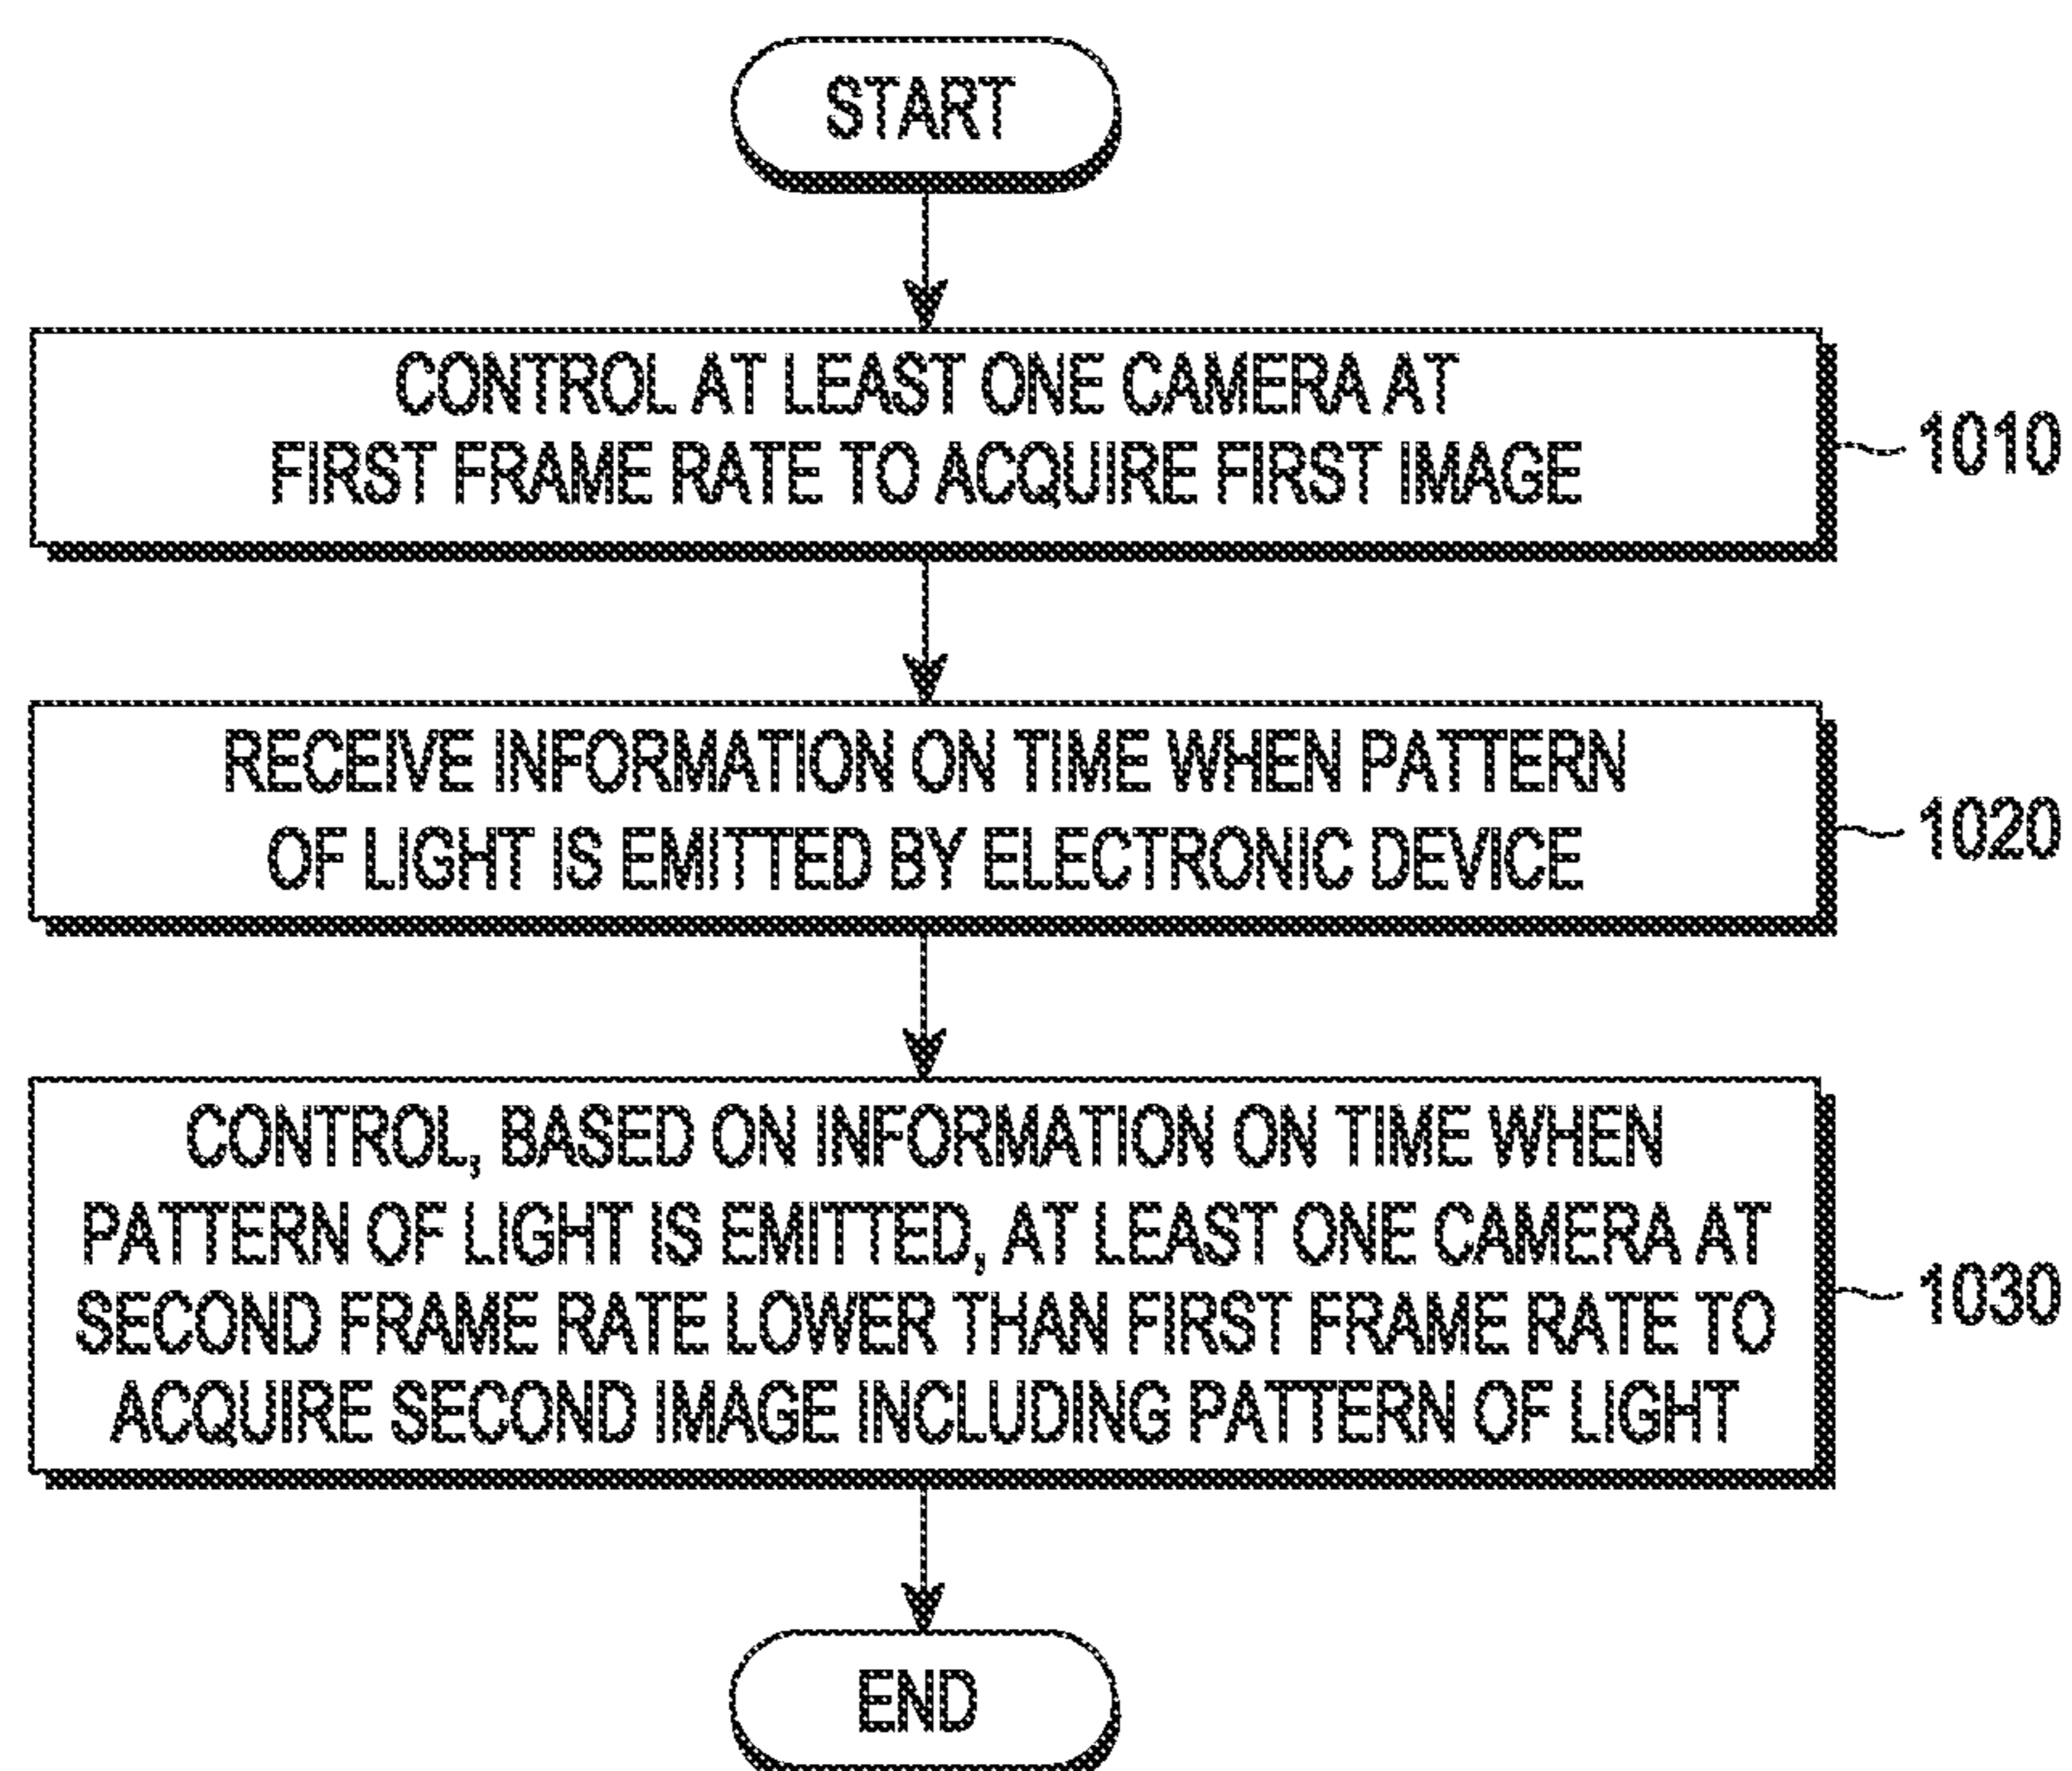 START
CONTROL AT LEAST ONE CAMERA AT
FIRST FRAME RATE TO ACQUIRE FIRST IMAGE
1010
RECEIVE INFORMATION ON TIME WHEN PATTERN
OF LIGHT IS EMITTED BY ELECTRONIC DEVICE
1020
CONTROL, BASED ON INFORMATION ON TIME WHEN
PATTERN OF LIGHT IS EMITTED, AT LEAST ONE CAMERA AT
SECOND FRAME RATE LOWER THAN FIRST FRAME RATE TO
ACQUIRE SECOND IMAGE INCLUDING PATTERN OF LIGHT
1030
END